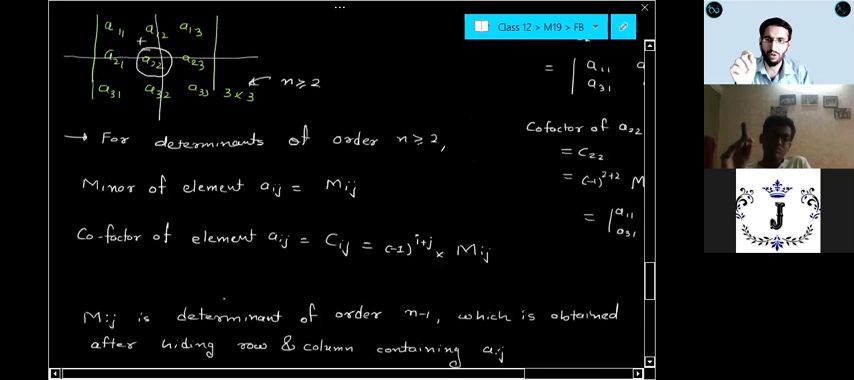 Class 12 > M19 > FB
a11 a12 a13
+
a21 a22 a23
a31 a32 a33 3×3
n≥2
→ For determinants of order n≥2,
Minor of element aij = Mij
Co-factor of element aij = Cij = (-1)^i+j × Mij
Mij is determinant of order n-1, which is obtained
after hiding row & column containing aij
= | a11
a31
Cofactor of a22
= C22
= (-1)^2+2 M
= | a11
a31
J